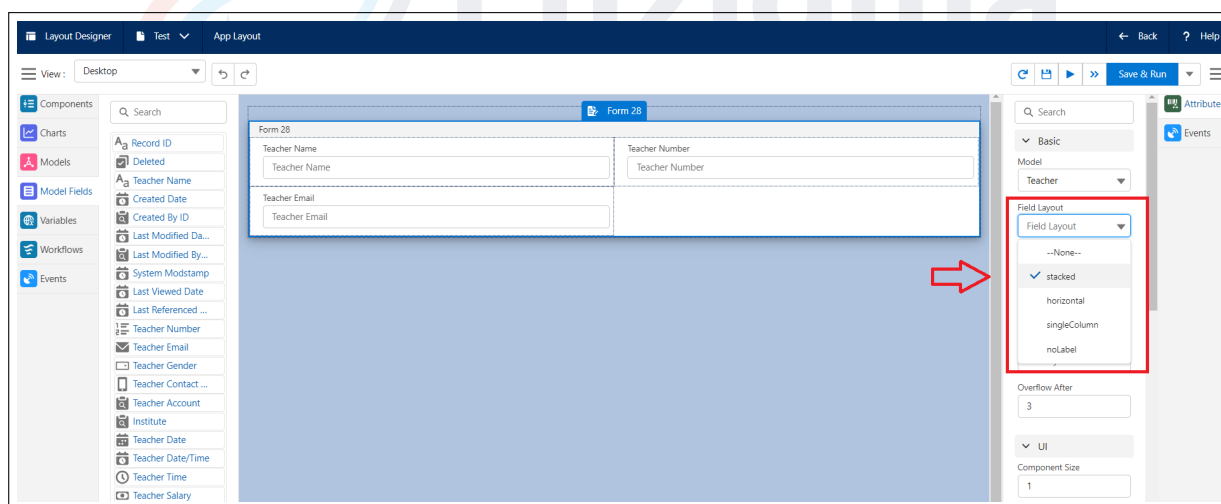 Layout Designer
Test
App Layout
Back
? Help
View :
Desktop
Save & Run
Components
Charts
Models
Model Fields
Variables
Workflows
Events
Search
Record ID
Deleted
Teacher Name
Created Date
Created By ID
Last Modified Da...
Last Modified By...
System Modstamp
Last Viewed Date
Last Referenced ...
Teacher Number
Teacher Email
Teacher Gender
Teacher Contact ...
Teacher Account
Institute
Teacher Date
Teacher Date/Time
Teacher Time
Teacher Salary
Form 28
Form 28
Teacher Name
Teacher Name
Teacher Number
Teacher Number
Teacher Email
Teacher Email
Search
Basic
Model
Teacher
Field Layout
Field Layout
--None--
stacked
horizontal
singleColumn
noLabel
Overflow After
3
UI
Component Size
1
Attribute
Events